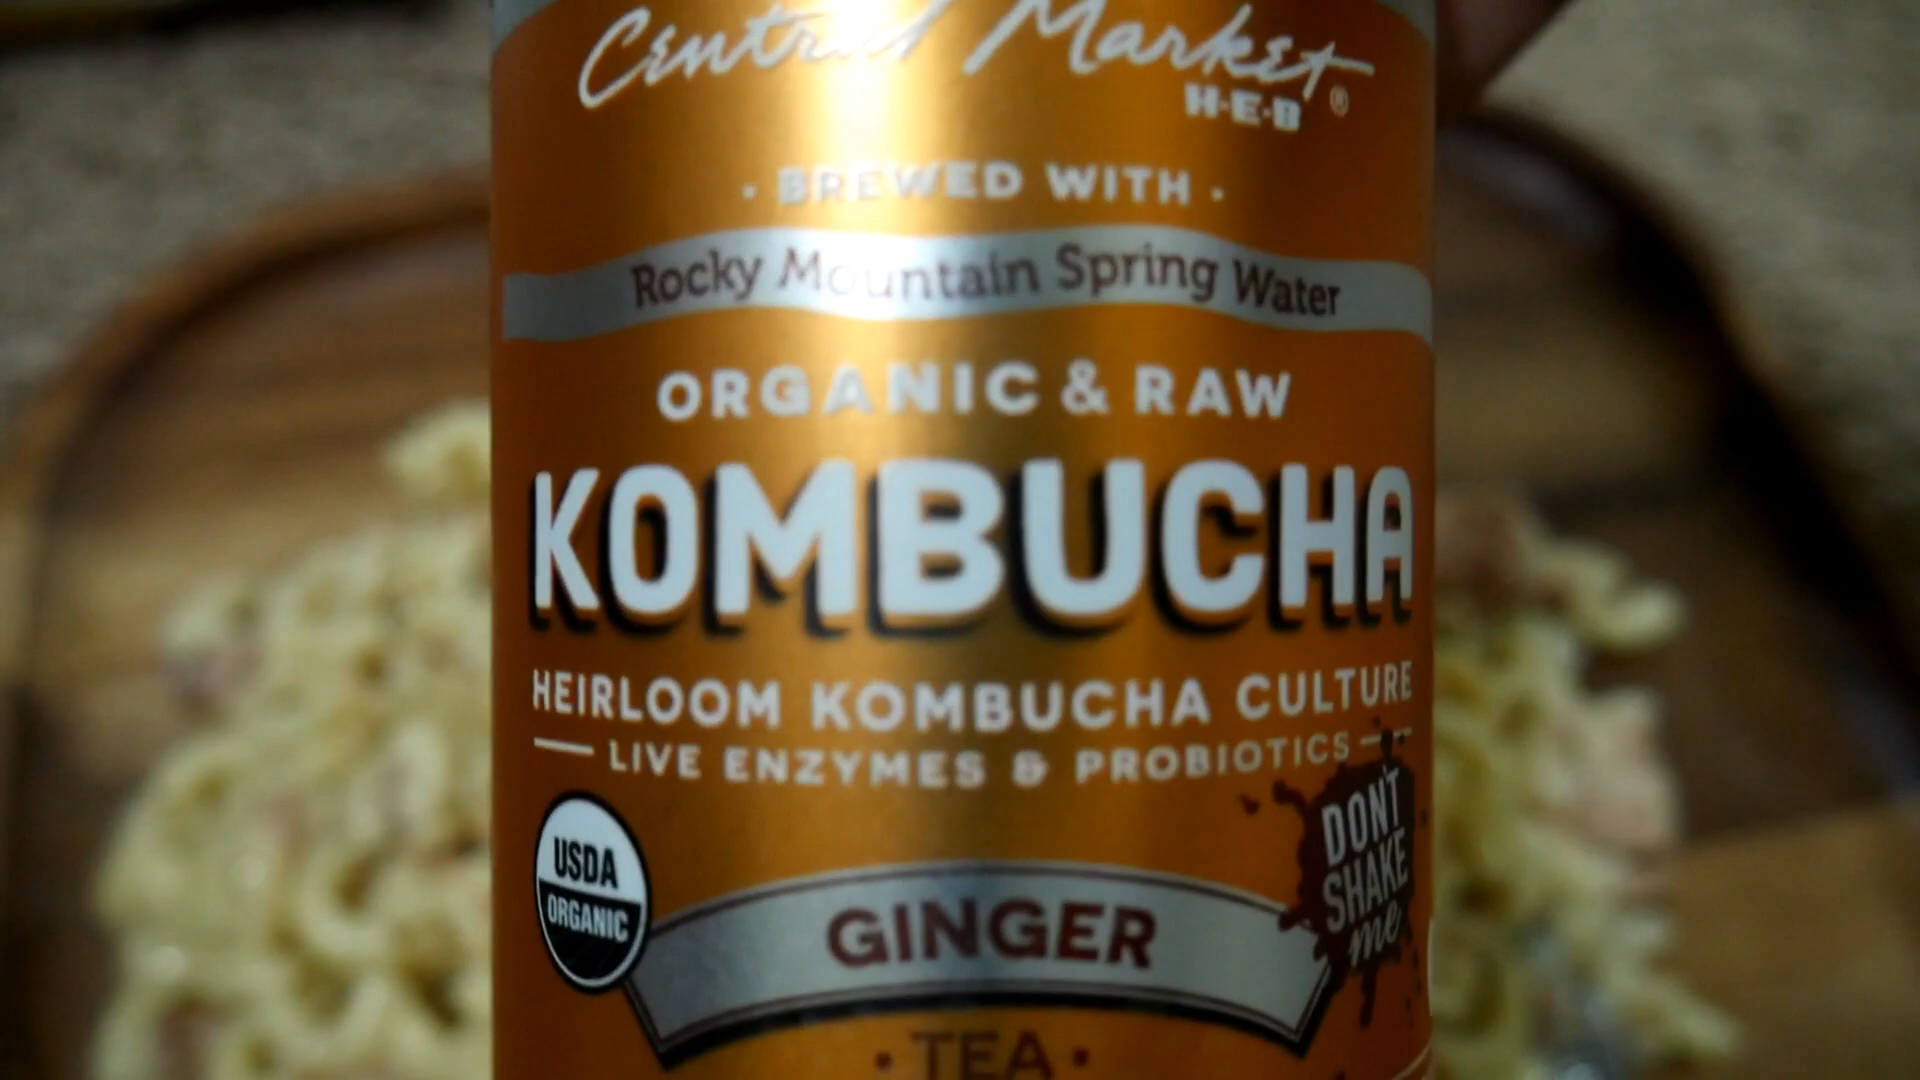 Central Market
H-E-B ®
· BREWED WITH ·
Rocky Mountain Spring Water
ORGANIC & RAW
KOMBUCHA
HEIRLOOM KOMBUCHA CULTURE
LIVE ENZYMES & PROBIOTICS
USDA
ORGANIC
DON'T
SHAKE
me
GINGER
· TEA ·